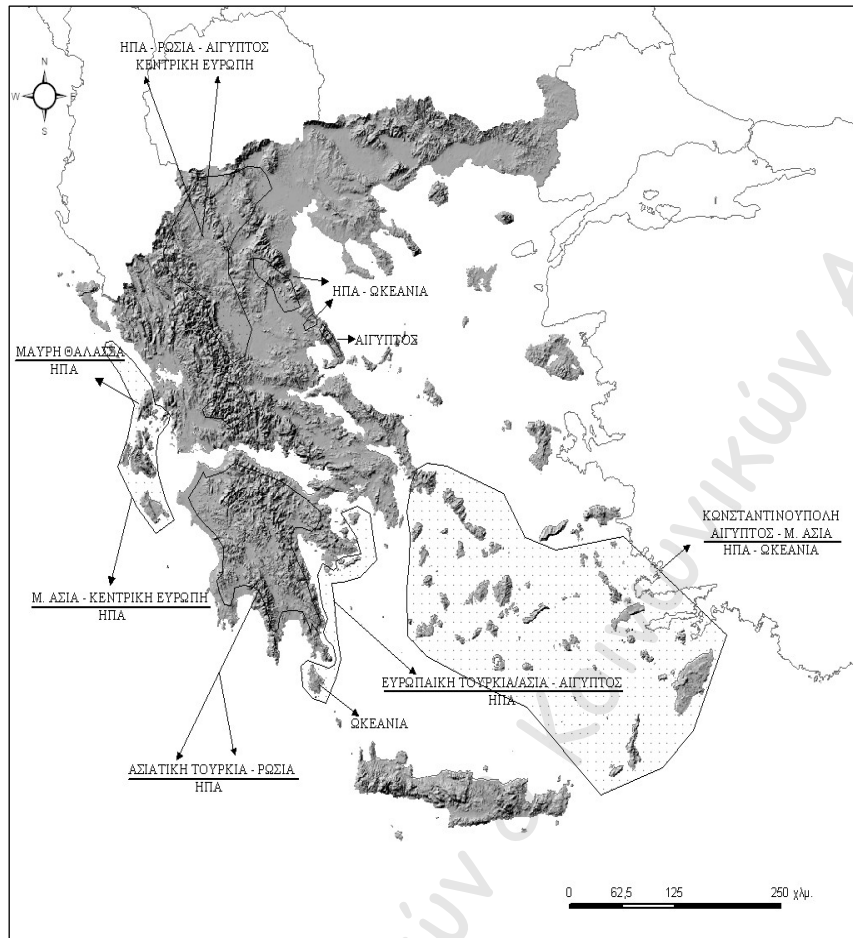 ΗΠΑ - ΡΩΣΙΑ - ΑΙΓΥΠΤΟΣ
ΚΕΝΤΡΙΚΗ ΕΥΡΩΠΗ
N
W E
S
ΗΠΑ - ΩΚΕΑΝΙΑ
ΑΙΓΥΠΤΟΣ
ΜΑΥΡΗ ΘΑΛΑΣΣΑ
ΗΠΑ
ΚΩΝΣΤΑΝΤΙΝΟΥΠΟΛΗ
ΑΙΓΥΠΤΟΣ - Μ. ΑΣΙΑ
ΗΠΑ - ΩΚΕΑΝΙΑ
Μ. ΑΣΙΑ - ΚΕΝΤΡΙΚΗ ΕΥΡΩΠΗ
ΗΠΑ
ΕΥΡΩΠΑΙΚΗ ΤΟΥΡΚΙΑ/ΑΣΙΑ - ΑΙΓΥΠΤΟΣ
ΗΠΑ
ΩΚΕΑΝΙΑ
ΑΣΙΑΤΙΚΗ ΤΟΥΡΚΙΑ - ΡΩΣΙΑ
ΗΠΑ
0 62,5 125 250 χλμ.
Κοινωνικών